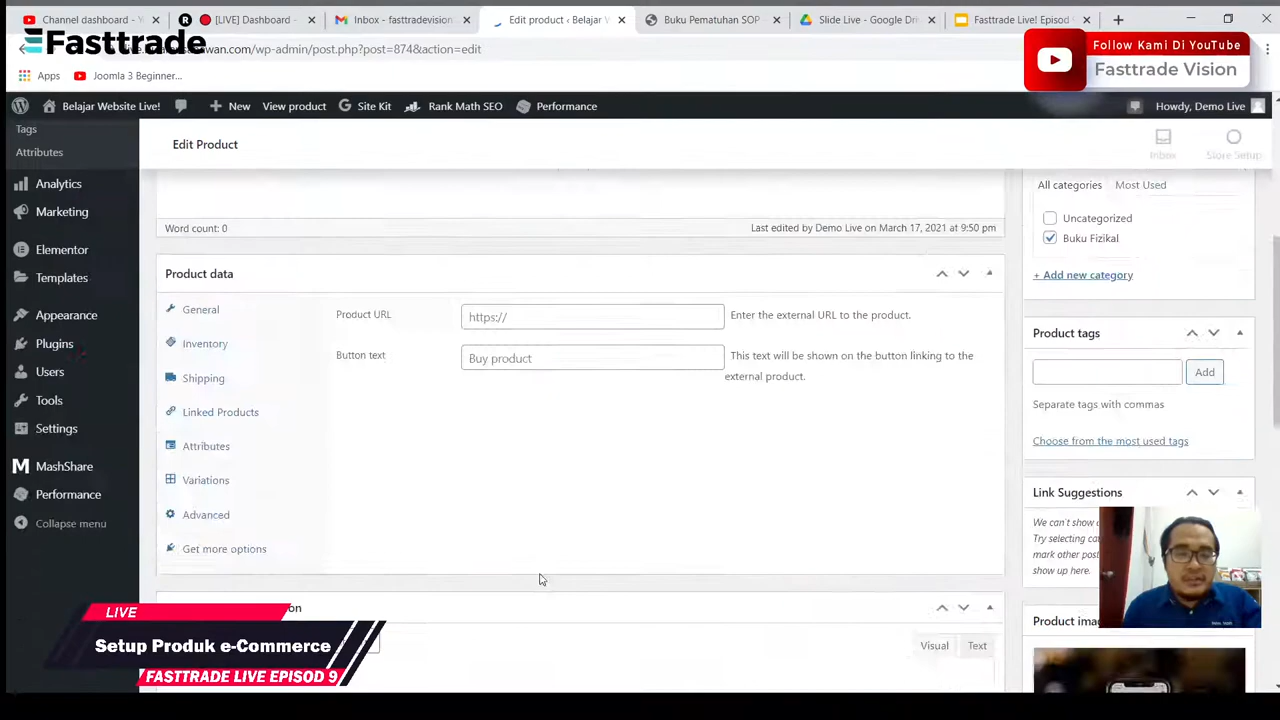 Channel dashboard - Y
[LIVE] Dashboard -
Inbox - fasttradevision.
Edit product ‹ Belajar W
Buku Pematuhan SOP
Slide Live - Google Driv
Fasttrade Live! Episod
Fasttrade
wan.com/wp-admin/post.php?post=874&action=edit
Follow Kami Di YouTube
Fasttrade Vision
Apps
Joomla 3 Beginner...
Belajar Website Live!
New
View product
Site Kit
Rank Math SEO
Performance
Howdy, Demo Live
Tags
Attributes
Analytics
Marketing
Elementor
Templates
Appearance
Plugins
Users
Tools
Settings
MashShare
Performance
Collapse menu
Edit Product
Inbox
Store Setup
Word count: 0
Last edited by Demo Live on March 17, 2021 at 9:50 pm
Product data
General
Inventory
Shipping
Linked Products
Attributes
Variations
Advanced
Get more options
Product URL
https://
Enter the external URL to the product.
Button text
Buy product
This text will be shown on the button linking to the
external product.
on
Visual
Text
All categories
Most Used
Uncategorized
Buku Fizikal
+ Add new category
Product tags
Add
Separate tags with commas
Choose from the most used tags
Link Suggestions
We can't show
Try selecting ca
mark other post
show up here.
Product ima
LIVE
Setup Produk e-Commerce
FASTTRADE LIVE EPISOD 9